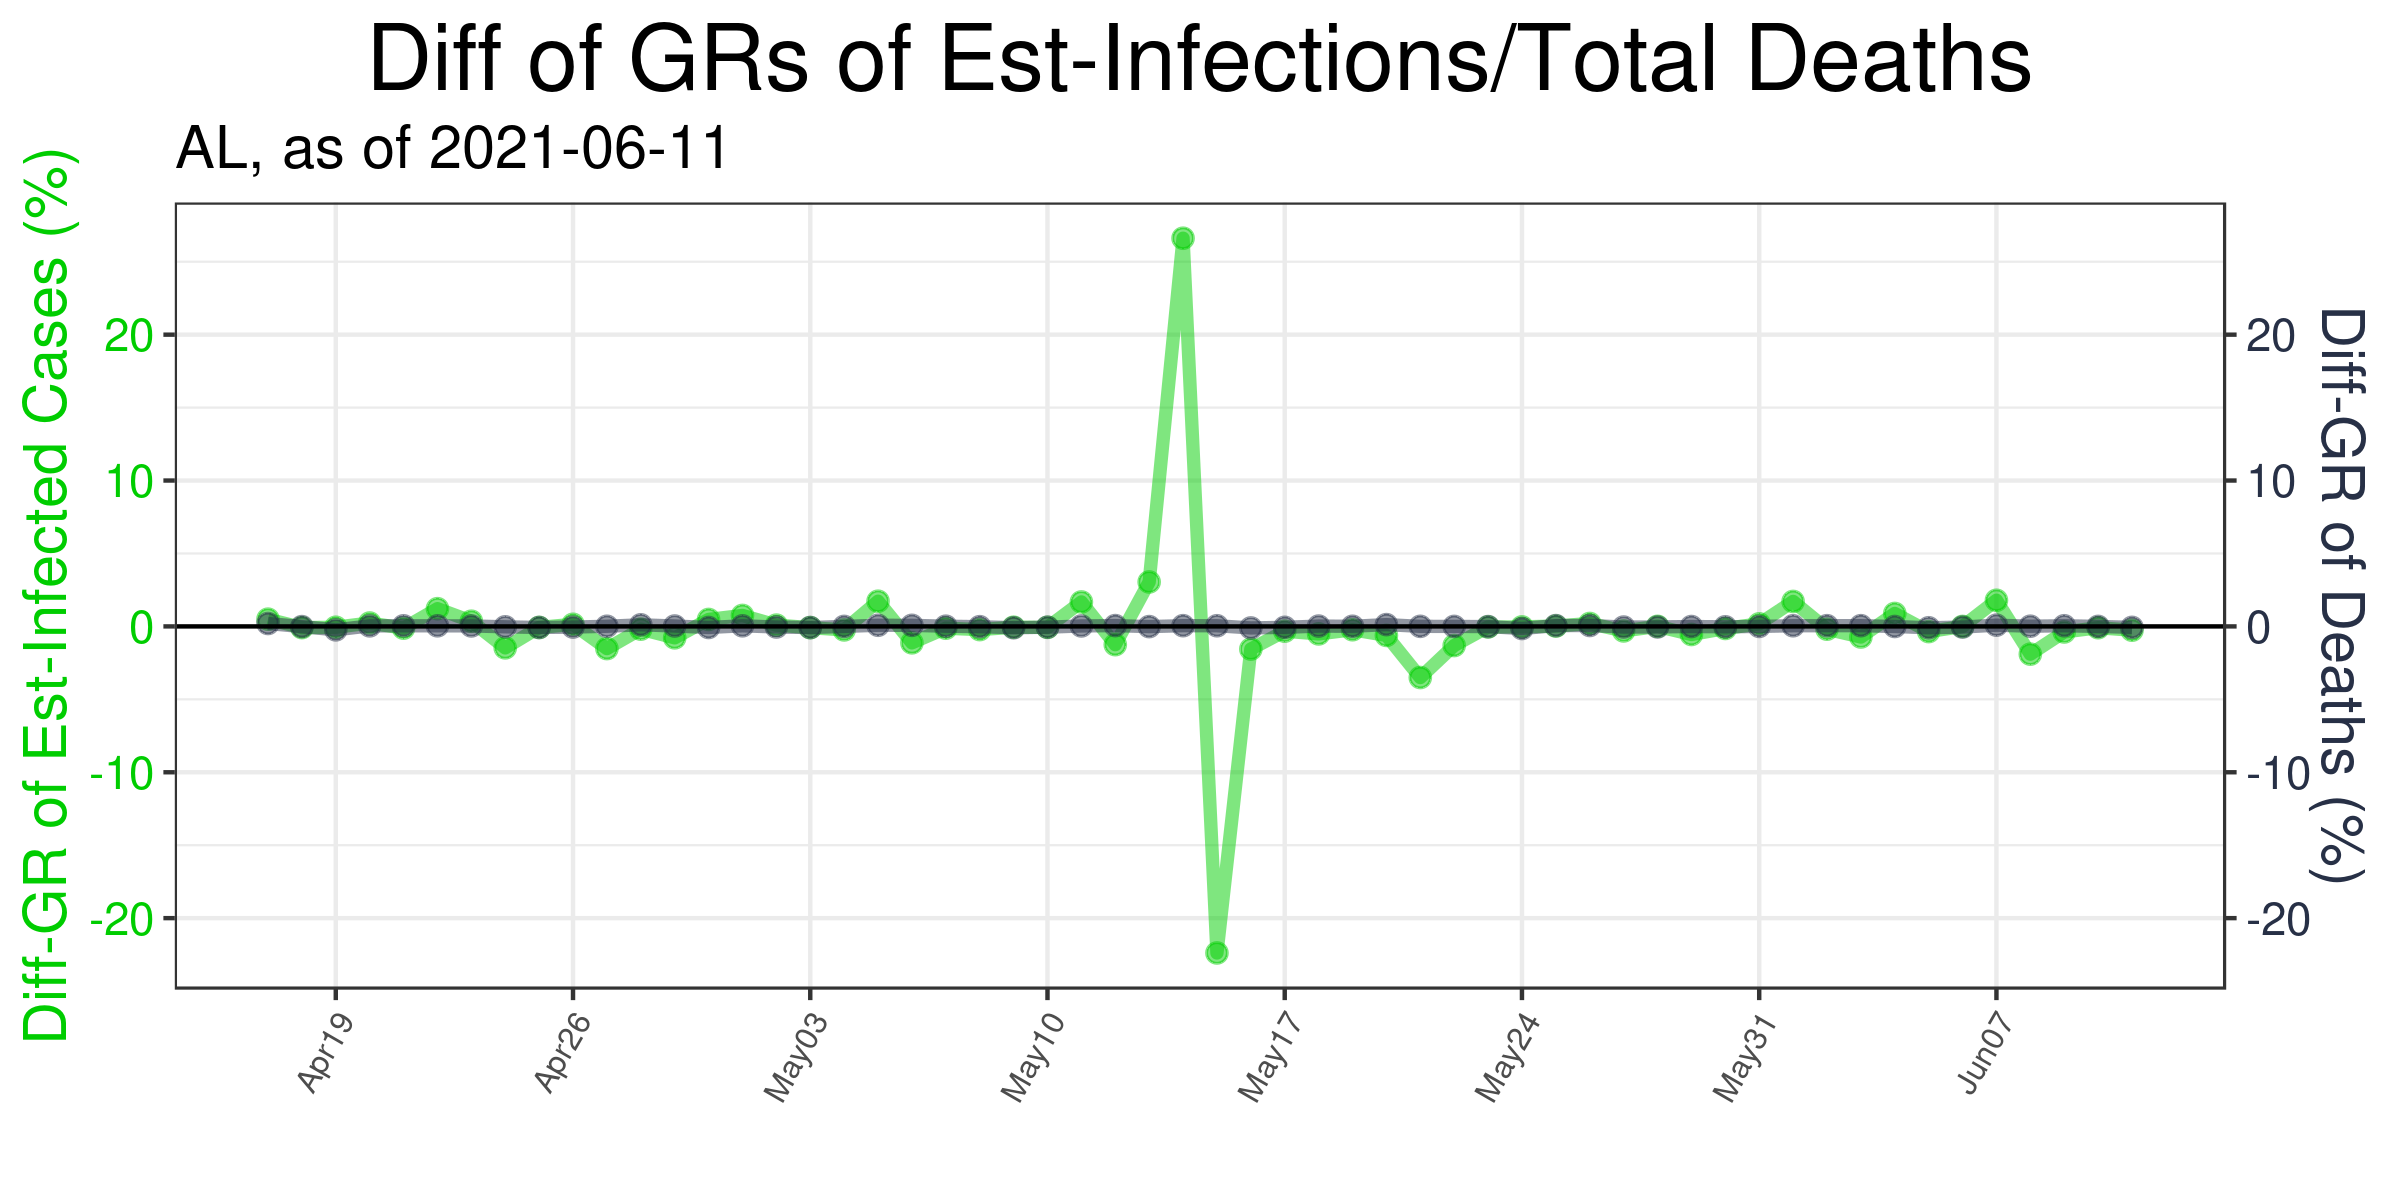 Diff of GRs of Est-Infections/Total Deaths
AL, as of 2021-06-11
Diff-GR of Est-Infected Cases (%)
20
10
0
-10
-20
20
10
0
-10
-20
Diff-GR of Deaths (%)
Apr19
Apr26
May03
May10
May17
May24
May31
Jun07